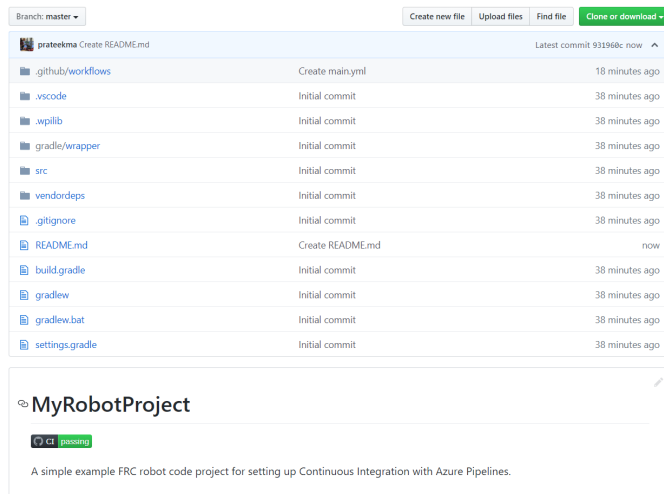 Branch: master Create new file Upload files Find file Clone or download
prateekma Create README.md Latest commit 931960c now
.github/workflows Create main.yml 18 minutes ago
.vscode Initial commit 38 minutes ago
.wpilib Initial commit 38 minutes ago
gradle/wrapper Initial commit 38 minutes ago
src Initial commit 38 minutes ago
vendordeps Initial commit 38 minutes ago
.gitignore Initial commit 38 minutes ago
README.md Create README.md now
build.gradle Initial commit 38 minutes ago
gradlew Initial commit 38 minutes ago
gradlew.bat Initial commit 38 minutes ago
settings.gradle Initial commit 38 minutes ago
MyRobotProject
CI passing
A simple example FRC robot code project for setting up Continuous Integration with Azure Pipelines.